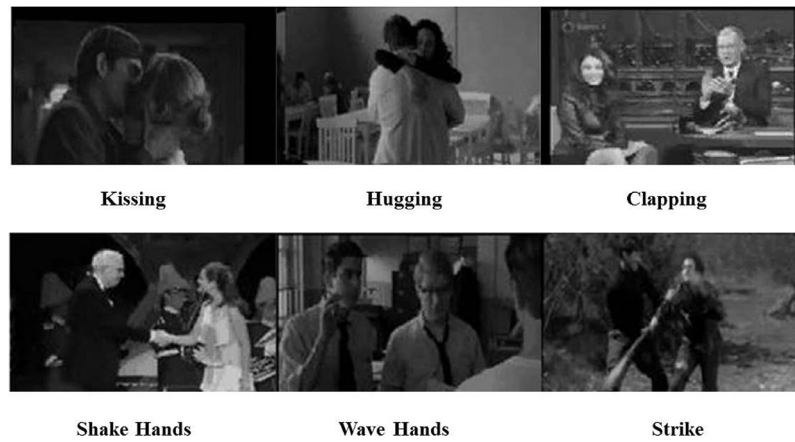 Kissing
Hugging
Clapping
Shake Hands
Wave Hands
Strike